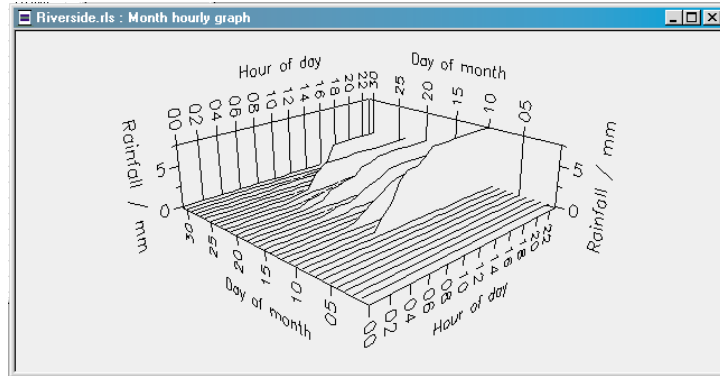 Riverside.rls : Month hourly graph
Hour of day
Day of month
00 02 04 06 08 10 12 14 16 18 20 22
30 25 20 15 10 05
Rainfall / mm
5
0
Rainfall / mm
5
0
30 25 20 15 10 05
00 02 04 06 08 10 12 14 16 18 20 22
Day of month
Hour of day